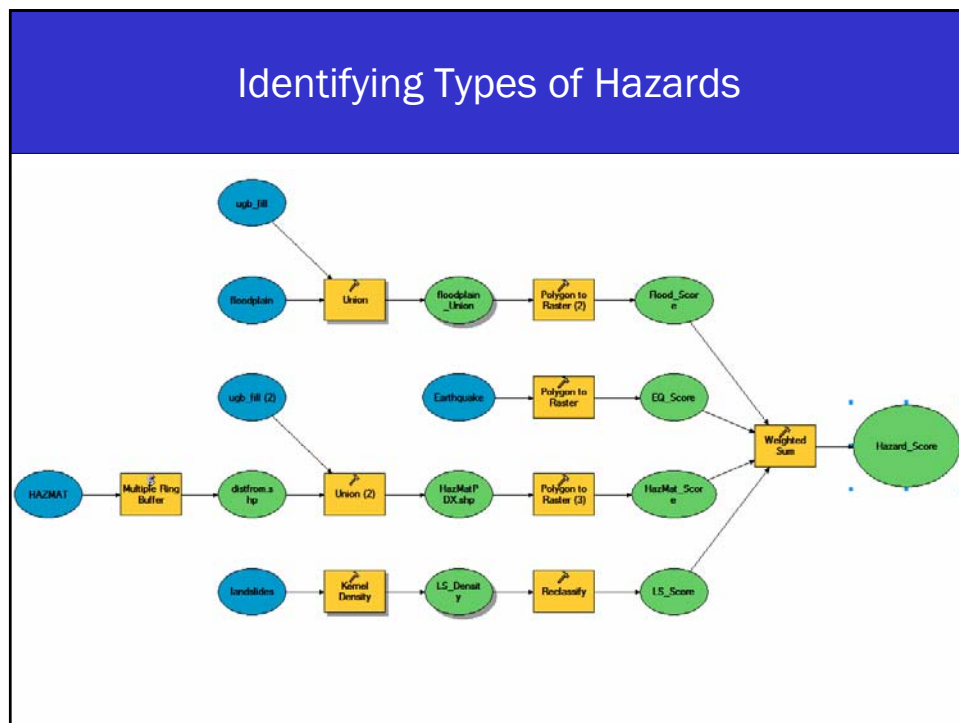 Identifying Types of Hazards
ugb_fill
floodplain
Union
floodplain
_Union
Polygon to
Raster (2)
Flood_Scor
e
ugb_fill (2)
Earthquake
Polygon to
Raster
EQ_Score
Weighted
Sum
Hazard_Score
HAZMAT
Multiple Ring
Buffer
distfrom.s
hp
Union (2)
HazMatP
DX.shp
Polygon to
Raster (3)
HazMat_Scor
e
landslides
Kernel
Density
LS_Densit
y
Reclassify
LS_Score